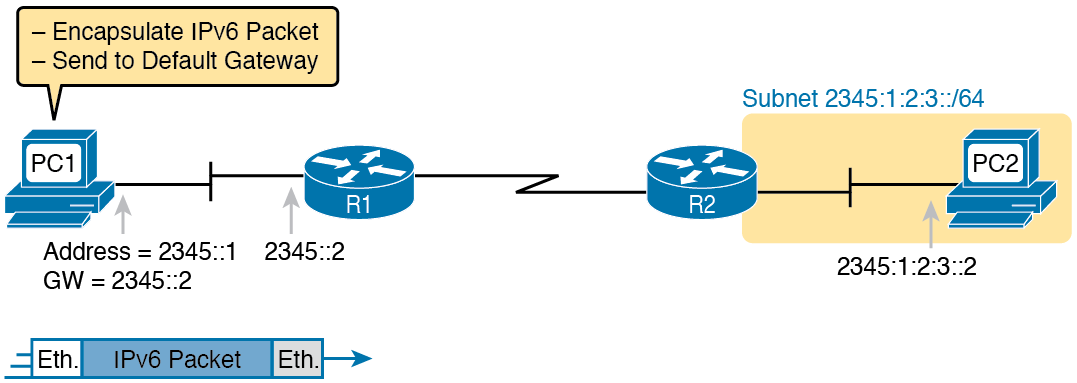 – Encapsulate IPv6 Packet
– Send to Default Gateway
Subnet 2345:1:2:3::/64
PC1
PC2
R1
R2
Address = 2345::1
GW = 2345::2
2345::2
2345:1:2:3::2
Eth.
IPv6 Packet
Eth.